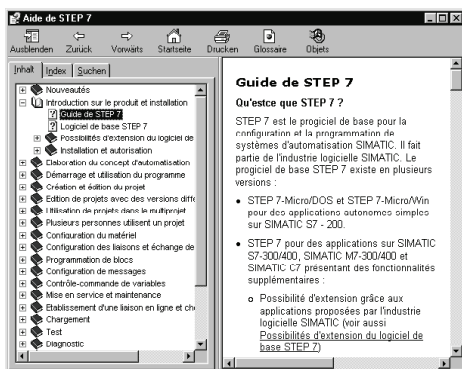 Aide de STEP 7
Ausblenden Zurück Vorwärts Startseite Drucken Glossaire Objets
Inhalt Index Suchen
Nouveautés
Introduction sur le produit et installation
Guide de STEP 7
Logiciel de base STEP 7
Possibilités d'extension du logiciel de
Installation et autorisation
Elaboration du concept d'automatisation
Démarrage et utilisation du programme
Création et édition du projet
Edition de projets avec des versions diffé
Utilisation de projets dans le multiprojet
Plusieurs personnes utilisent un projet
Configuration du matériel
Configuration des liaisons et échange de
Programmation de blocs
Configuration de messages
Contrôle-commande de variables
Mise en service et maintenance
Etablissement d'une liaison en ligne et ch
Chargement
Test
Diagnostic
Guide de STEP 7
Qu'estce que STEP 7 ?
STEP 7 est le progiciel de base pour la
configuration et la programmation de
systèmes d'automatisation SIMATIC. Il fait
partie de l'industrie logicielle SIMATIC. Le
progiciel de base STEP 7 existe en plusieurs
versions :
• STEP 7-Micro/DOS et STEP 7-Micro/Win
pour des applications autonomes simples
sur SIMATIC S7 - 200.
• STEP 7 pour des applications sur SIMATIC
S7-300/400, SIMATIC M7-300/400 et
SIMATIC C7 présentant des fonctionnalités
supplémentaires :
o Possibilité d'extension grâce aux
applications proposées par l'industrie
logicielle SIMATIC (voir aussi
Possibilités d'extension du logiciel de
base STEP 7)